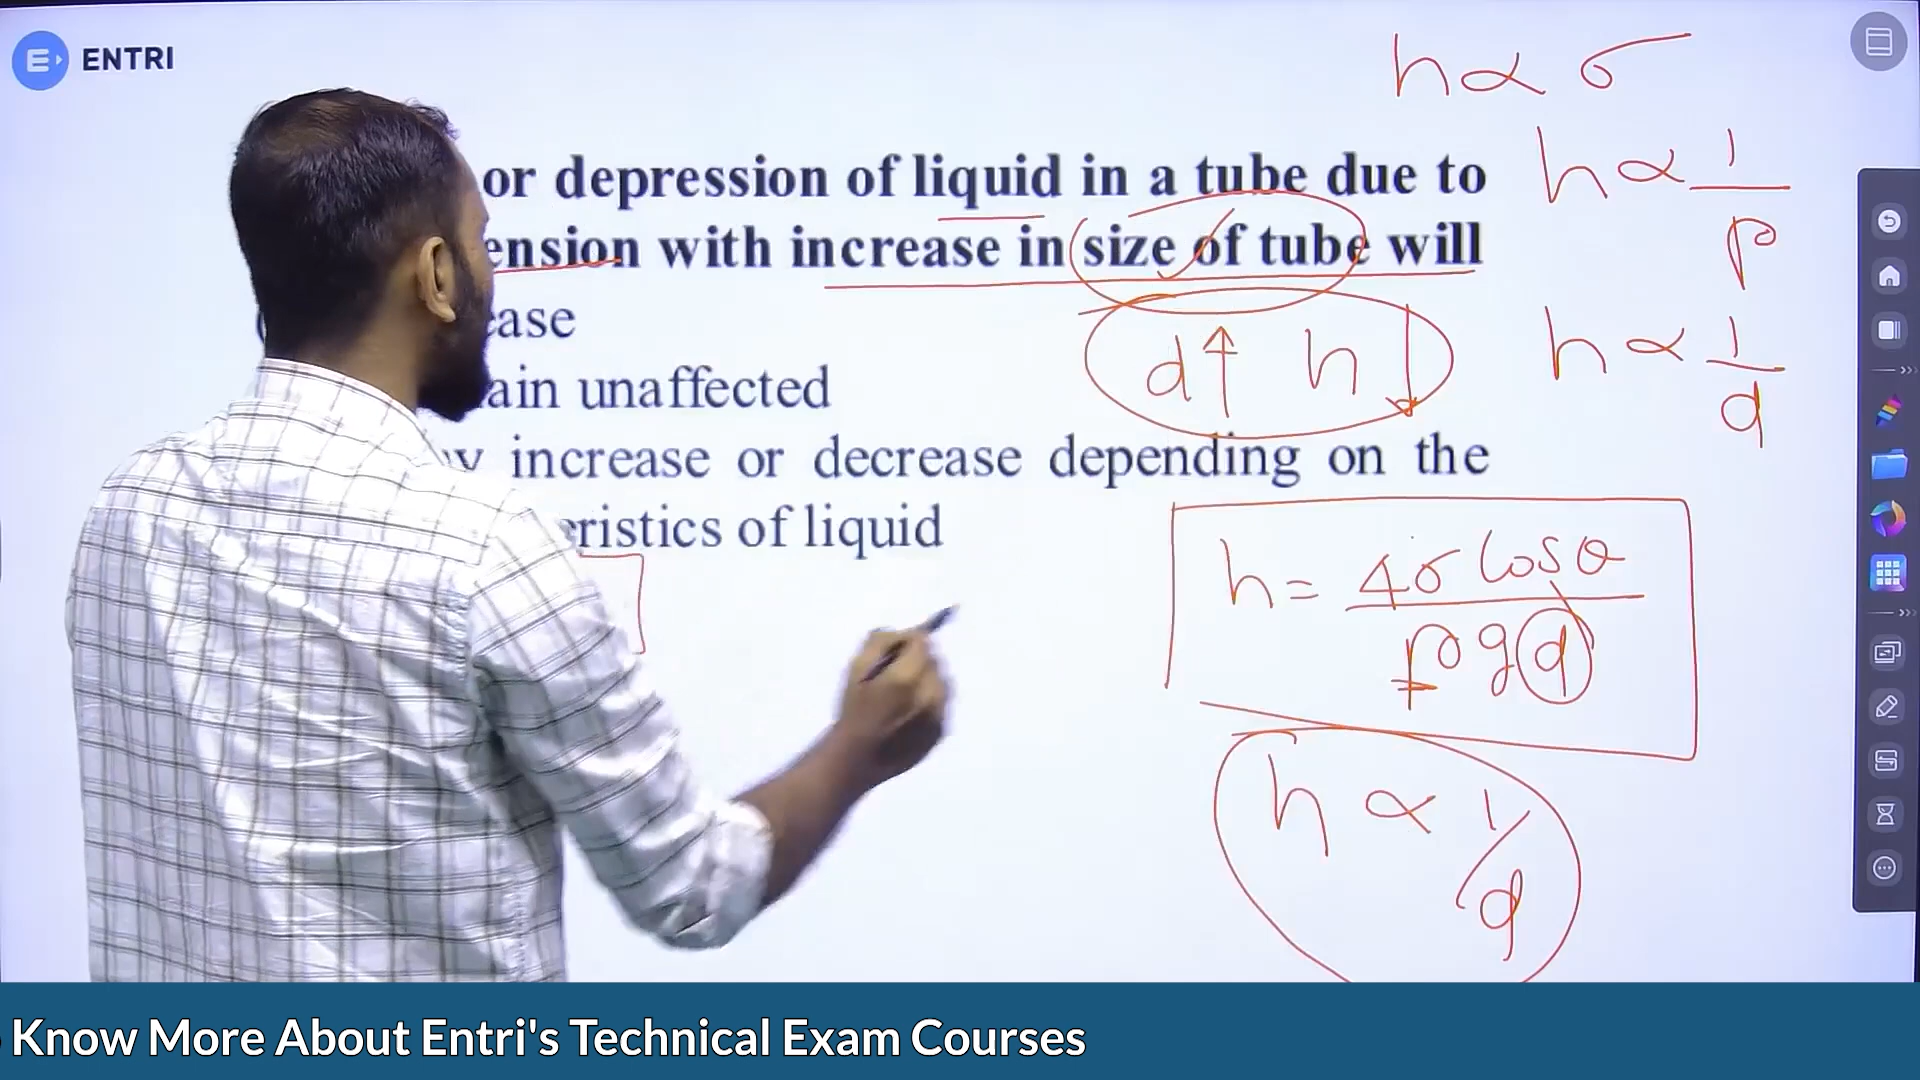 ENTRI
or depression of liquid in a tube due to
ension with increase in size of tube will
ease
ain unaffected
increase or decrease depending on the
eristics of liquid
h ∝ σ
h ∝ 1/ρ
h ∝ 1/d
d↑ h↓
h = 4σ cosθ / ρgd
h ∝ 1/d
Know More About Entri's Technical Exam Courses